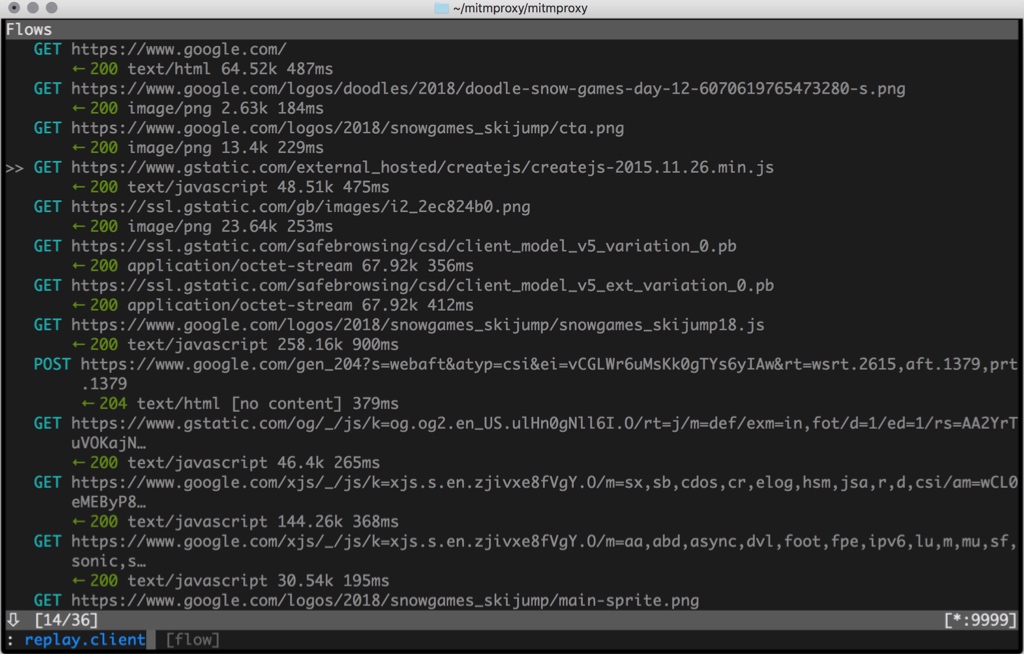 ~/mitmproxy/mitmproxy
Flows
GET https://www.google.com/
← 200 text/html 64.52k 487ms
GET https://www.google.com/logos/doodles/2018/doodle-snow-games-day-12-6070619765473280-s.png
← 200 image/png 2.63k 184ms
GET https://www.google.com/logos/2018/snowgames_skijump/cta.png
← 200 image/png 13.4k 229ms
>> GET https://www.gstatic.com/external_hosted/createjs/createjs-2015.11.26.min.js
← 200 text/javascript 48.51k 475ms
GET https://ssl.gstatic.com/gb/images/i2_2ec824b0.png
← 200 image/png 23.64k 253ms
GET https://ssl.gstatic.com/safebrowsing/csd/client_model_v5_variation_0.pb
← 200 application/octet-stream 67.92k 356ms
GET https://ssl.gstatic.com/safebrowsing/csd/client_model_v5_ext_variation_0.pb
← 200 application/octet-stream 67.92k 412ms
GET https://www.google.com/logos/2018/snowgames_skijump/snowgames_skijump18.js
← 200 text/javascript 258.16k 900ms
POST https://www.google.com/gen_204?s=webaft&atyp=csi&ei=vCGLWr6uMsKk0gTYs6yIAw&rt=wsrt.2615,aft.1379,prt
.1379
← 204 text/html [no content] 379ms
GET https://www.gstatic.com/og/_/js/k=og.og2.en_US.ulHn0gNll6I.O/rt=j/m=def/exm=in,fot/d=1/ed=1/rs=AA2YrT
uVOKajN…
← 200 text/javascript 46.4k 265ms
GET https://www.google.com/xjs/_/js/k=xjs.s.en.zjivxe8fVgY.O/m=sx,sb,cdos,cr,elog,hsm,jsa,r,d,csi/am=wCL0
eMEByP8…
← 200 text/javascript 144.26k 368ms
GET https://www.google.com/xjs/_/js/k=xjs.s.en.zjivxe8fVgY.O/m=aa,abd,async,dvl,foot,fpe,ipv6,lu,m,mu,sf,
sonic,s…
← 200 text/javascript 30.54k 195ms
GET https://www.google.com/logos/2018/snowgames_skijump/main-sprite.png
⇩ [14/36] [*:9999]
: replay.client [flow]